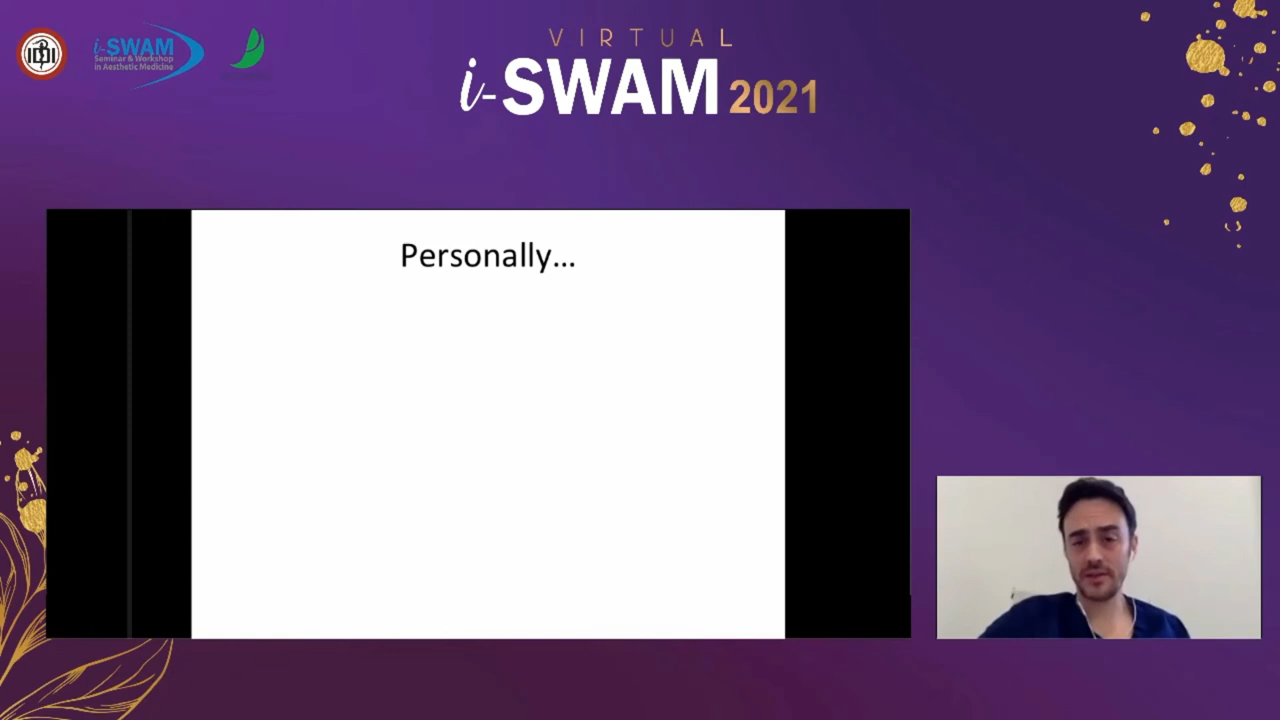 i-SWAM
Seminar & Workshop
in Aesthetic Medicine
VIRTUAL
i-SWAM 2021
Personally...